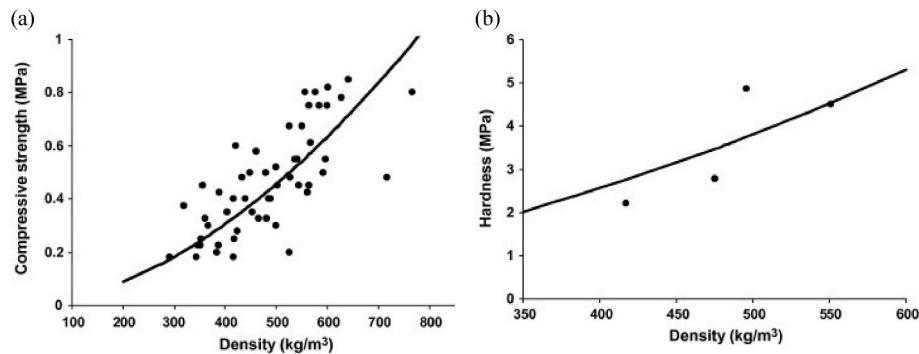 (a)
Compressive strength (MPa)
1
0.8
0.6
0.4
0.2
0
100 200 300 400 500 600 700 800
Density (kg/m³)
(b)
Hardness (MPa)
6
5
4
3
2
1
0
350 400 450 500 550 600
Density (kg/m³)